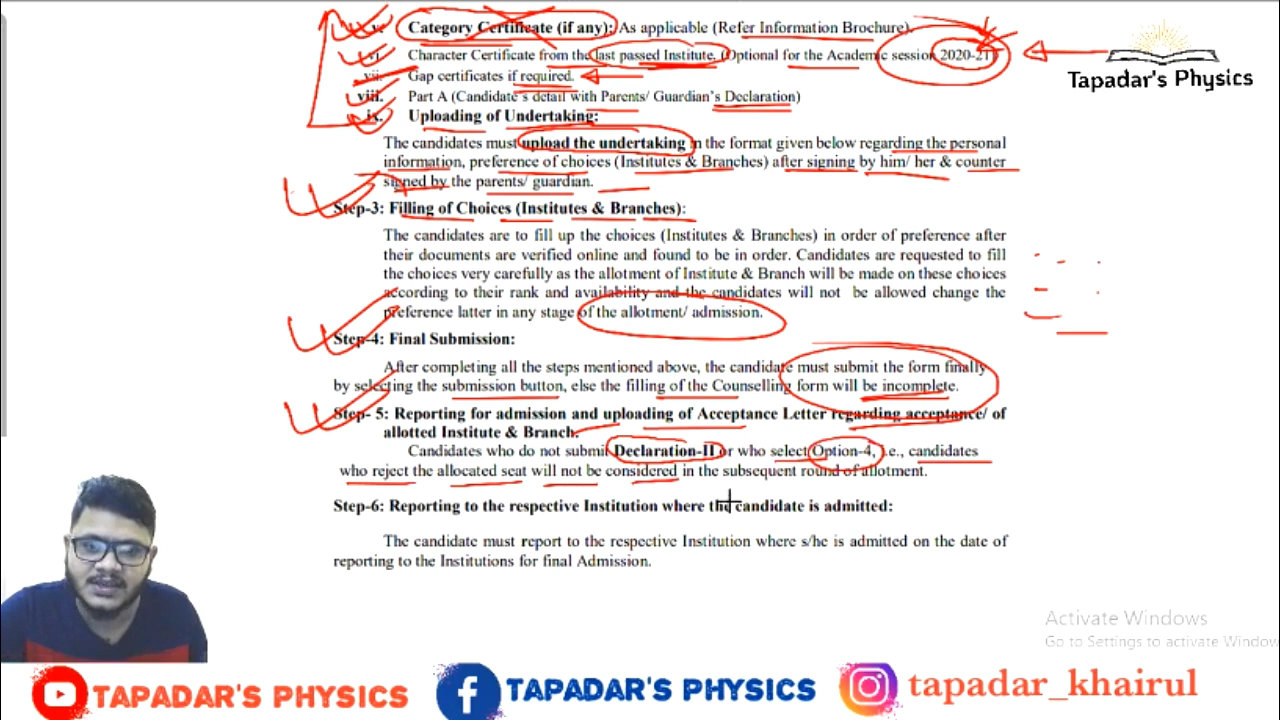 v. Category Certificate (if any): As applicable (Refer Information Brochure).
vi. Character Certificate from the last passed Institute. (Optional for the Academic session 2020-21)
vii. Gap certificates if required.
viii. Part A (Candidate's detail with Parents/ Guardian's Declaration)
ix. Uploading of Undertaking:
The candidates must upload the undertaking in the format given below regarding the personal
information, preference of choices (Institutes & Branches) after signing by him/ her & counter
signed by the parents/ guardian.
Step-3: Filling of Choices (Institutes & Branches):
The candidates are to fill up the choices (Institutes & Branches) in order of preference after
their documents are verified online and found to be in order. Candidates are requested to fill
the choices very carefully as the allotment of Institute & Branch will be made on these choices
according to their rank and availability and the candidates will not be allowed change the
preference latter in any stage of the allotment/ admission.
Step-4: Final Submission:
After completing all the steps mentioned above, the candidate must submit the form finally
by selecting the submission button, else the filling of the Counselling form will be incomplete.
Step- 5: Reporting for admission and uploading of Acceptance Letter regarding acceptance/ of
allotted Institute & Branch.
Candidates who do not submit Declaration-II or who select Option-4, i.e., candidates
who reject the allocated seat will not be considered in the subsequent round of allotment.
Step-6: Reporting to the respective Institution where the candidate is admitted:
The candidate must report to the respective Institution where s/he is admitted on the date of
reporting to the Institutions for final Admission.
Tapadar's Physics
Activate Windows
Go to Settings to activate Window
TAPADAR'S PHYSICS
TAPADAR'S PHYSICS
tapadar_khairul